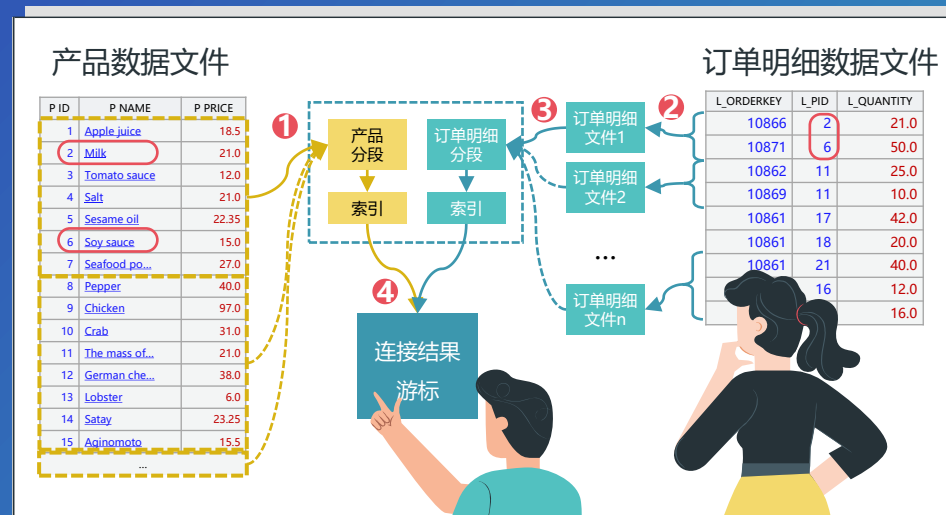 产品数据文件
订单明细数据文件
P ID P NAME P PRICE
1 Apple juice 18.5
2 Milk 21.0
3 Tomato sauce 12.0
4 Salt 21.0
5 Sesame oil 22.35
6 Soy sauce 15.0
7 Seafood po... 27.0
8 Pepper 40.0
9 Chicken 97.0
10 Crab 31.0
11 The mass of... 21.0
12 German che... 38.0
13 Lobster 6.0
14 Satay 23.25
15 Aginomoto 15.5
...
1
产品
分段
索引
订单明细
分段
索引
3
4
连接结果
游标
订单明细
文件1
订单明细
文件2
...
订单明细
文件n
2
L_ORDERKEY L_PID L_QUANTITY
10866 2 21.0
10871 6 50.0
10862 11 25.0
10869 11 10.0
10861 17 42.0
10861 18 20.0
10861 21 40.0
16 12.0
16.0